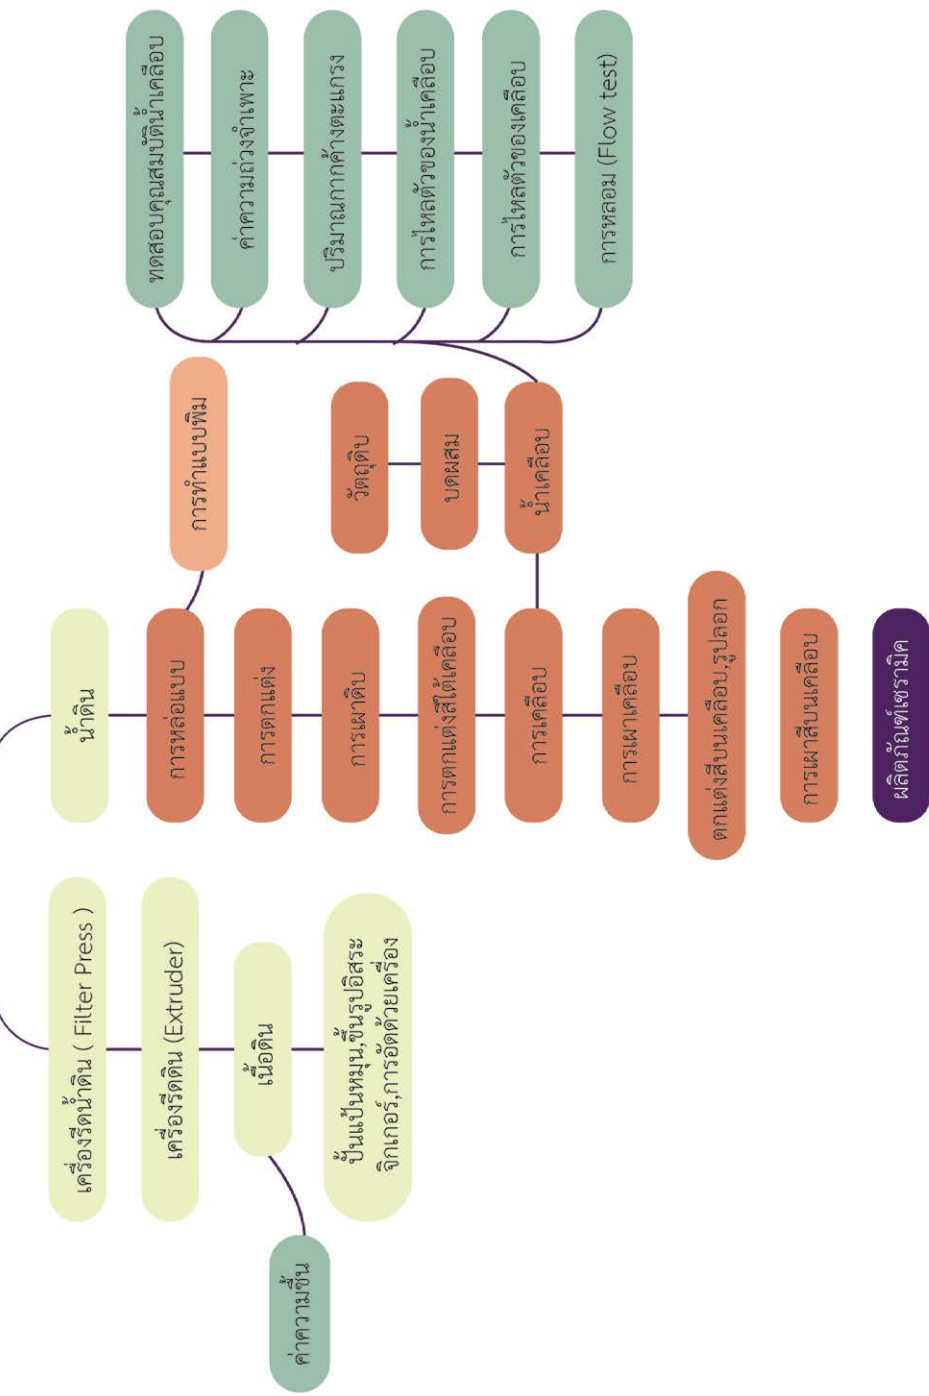 เครื่องรีดน้ำดิน ( Filter Press )
เครื่องรีดดิน (Extruder)
เนื้อดิน
ปั้นแป้นหมุน,ขึ้นรูปอิสระ
จิกเกอร์,การอัดด้วยเครื่อง
ค่าความชื้น
น้ำดิน
การหล่อแบบ
การตกแต่ง
การเผาดิบ
การตกแต่งสีใต้เคลือบ
การเคลือบ
การเผาเคลือบ
ตกแต่งสีบนเคลือบ,รูปลอก
การเผาสีบนเคลือบ
ผลิตภัณฑ์เซรามิค
การทำแบบพิม
วัตถุดิบ
บดผสม
น้ำเคลือบ
ทดสอบคุณสมบัติน้ำเคลือบ
ค่าความถ่วงจำเพาะ
ปริมาณกากค้างตะแกรง
การไหลตัวของน้ำเคลือบ
การไหลตัวของเคลือบ
การหลอม (Flow test)